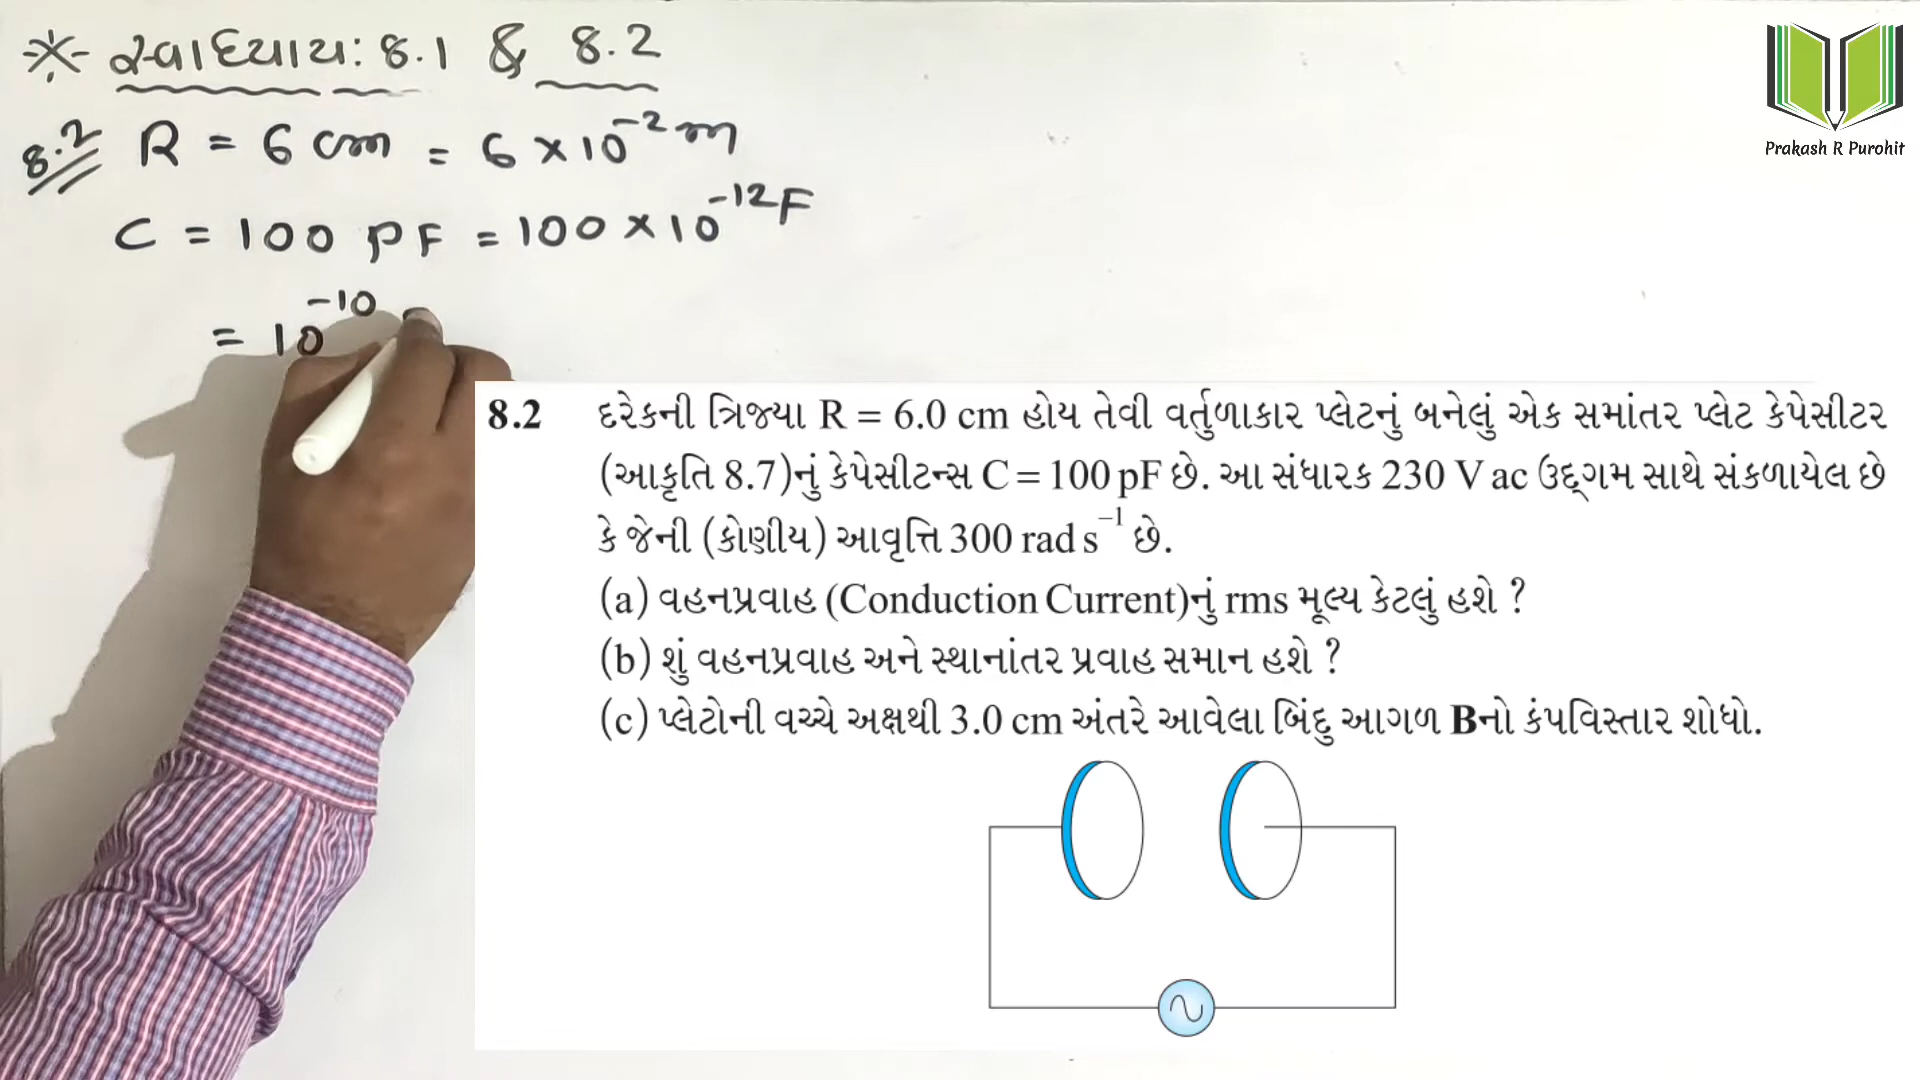 સ્વાધ્યાય: 8.1 & 8.2
8.2 R = 6 cm = 6 × 10⁻² m
C = 100 pF = 100 × 10⁻¹² F
= 10⁻¹⁰
Prakash R Purohit
8.2 દરેકની ત્રિજ્યા R = 6.0 cm હોય તેવી વર્તુળાકાર પ્લેટનું બનેલું એક સમાંતર પ્લેટ કેપેસીટર
(આકૃતિ 8.7)નું કેપેસીટન્સ C = 100 pF છે. આ સંધારક 230 V ac ઉદ્‌ગમ સાથે સંકળાયેલ છે
કે જેની (કોણીય) આવૃત્તિ 300 rad s⁻¹ છે.
(a) વહનપ્રવાહ (Conduction Current)નું rms મૂલ્ય કેટલું હશે ?
(b) શું વહનપ્રવાહ અને સ્થાનાંતર પ્રવાહ સમાન હશે ?
(c) પ્લેટોની વચ્ચે અક્ષથી 3.0 cm અંતરે આવેલા બિંદુ આગળ Bનો કંપવિસ્તાર શોધો.